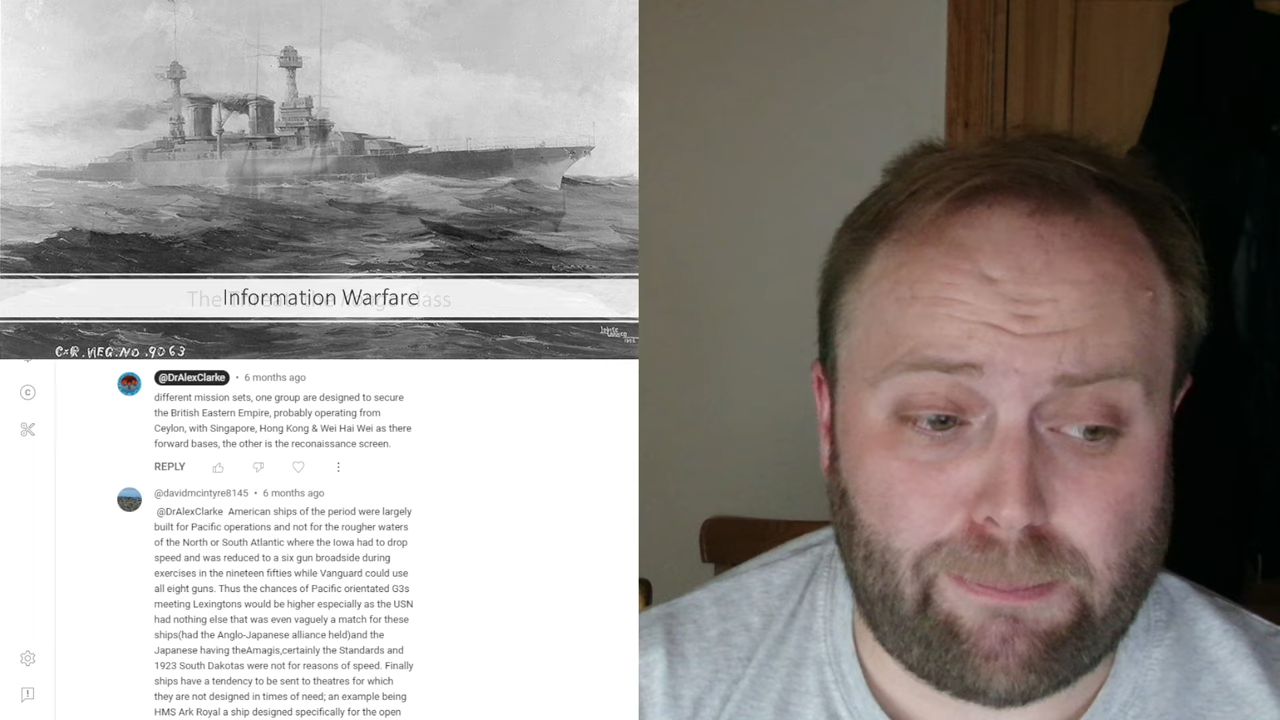 Information Warfare
C&R.NEG.NO.9063
@DrAlexClarke • 6 months ago
different mission sets, one group are designed to secure
the British Eastern Empire, probably operating from
Ceylon, with Singapore, Hong Kong & Wei Hai Wei as there
forward bases, the other is the reconaissance screen.
REPLY
@davidmcintyre8145 • 6 months ago
@DrAlexClarke American ships of the period were largely
built for Pacific operations and not for the rougher waters
of the North or South Atlantic where the Iowa had to drop
speed and was reduced to a six gun broadside during
exercises in the nineteen fifties while Vanguard could use
all eight guns. Thus the chances of Pacific orientated G3s
meeting Lexingtons would be higher especially as the USN
had nothing else that was even vaguely a match for these
ships(had the Anglo-Japanese alliance held)and the
Japanese having theAmagis,certainly the Standards and
1923 South Dakotas were not for reasons of speed. Finally
ships have a tendency to be sent to theatres for which
they are not designed in times of need; an example being
HMS Ark Royal a ship designed specifically for the open